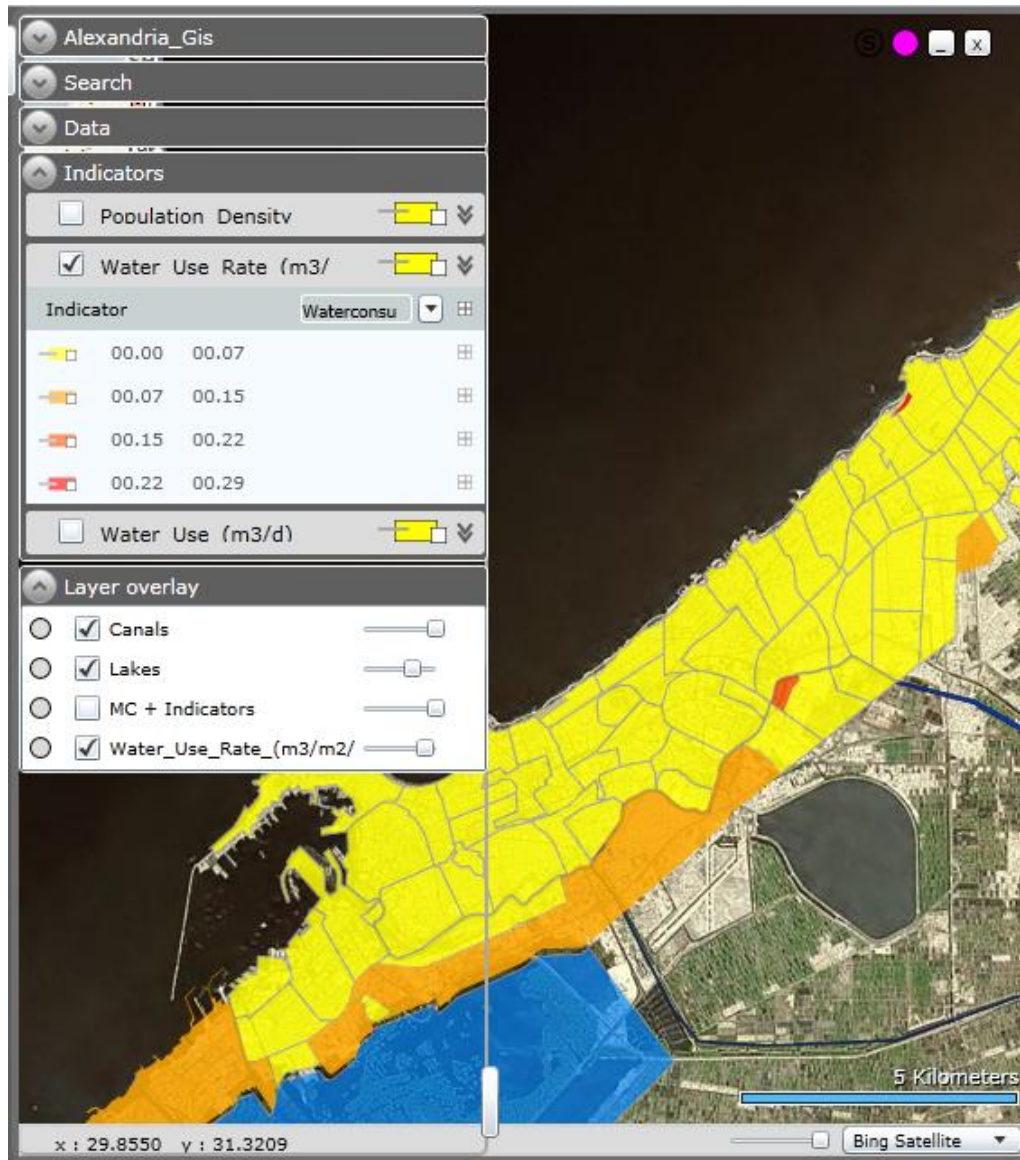 Alexandria_Gis
Search
Data
Indicators
Population Density
Water Use Rate (m3/
Indicator Waterconsu
00.00 00.07
00.07 00.15
00.15 00.22
00.22 00.29
Water Use (m3/d)
Layer overlay
Canals
Lakes
MC + Indicators
Water_Use_Rate_(m3/m2/
S
x
5 Kilometers
x : 29.8550 y : 31.3209
Bing Satellite